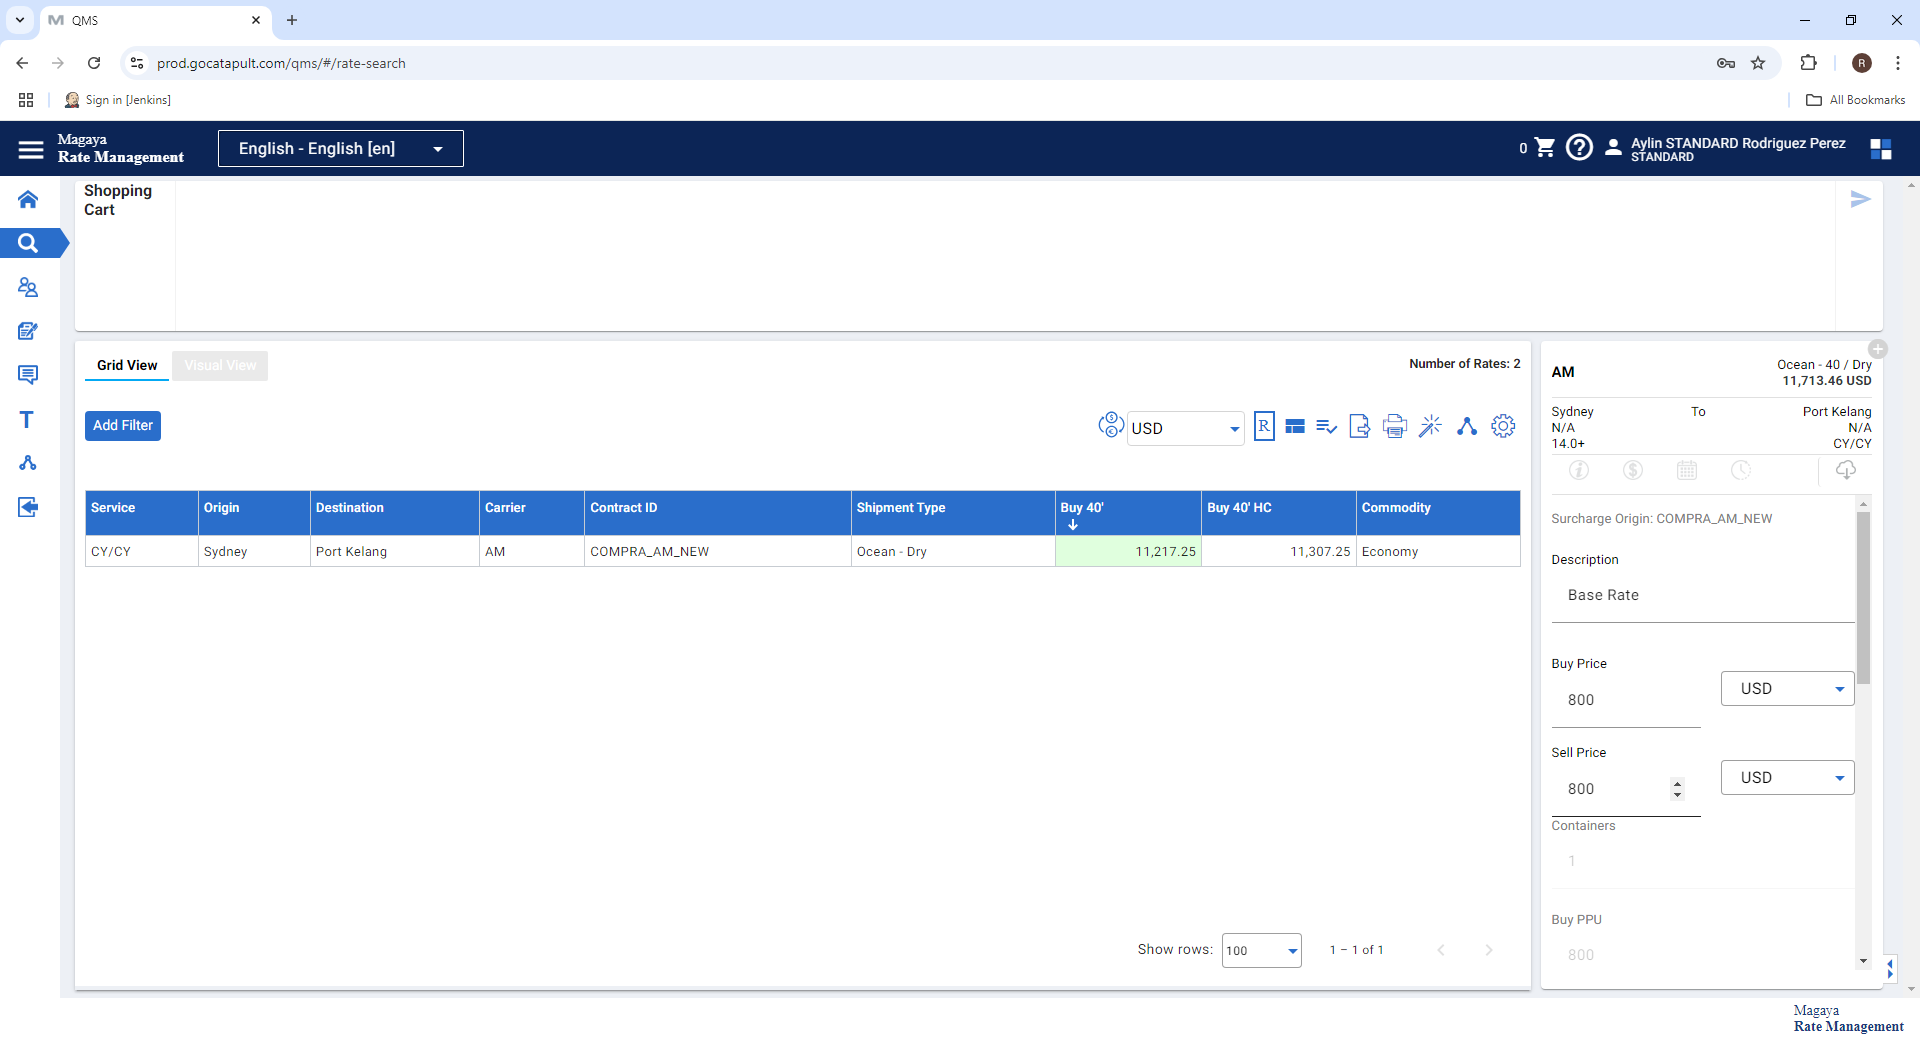 QMS
prod.gocatapult.com/qms/#/rate-search
R
Sign in [Jenkins]
All Bookmarks
Magaya
Rate Management
English - English [en]
0
Aylin STANDARD Rodriguez Perez
STANDARD
Shopping
Cart
Grid View
Visual View
Number of Rates: 2
Add Filter
USD
R
Service
Origin
Destination
Carrier
Contract ID
Shipment Type
Buy 40'
Buy 40' HC
Commodity
CY/CY
Sydney
Port Kelang
AM
COMPRA_AM_NEW
Ocean - Dry
11,217.25
11,307.25
Economy
Show rows:
100
1 – 1 of 1
AM
Ocean - 40 / Dry
11,713.46 USD
Sydney
To
Port Kelang
N/A
N/A
14.0+
CY/CY
Surcharge Origin: COMPRA_AM_NEW
Description
Base Rate
Buy Price
800
USD
Sell Price
800
USD
Containers
1
Buy PPU
800
T
Magaya
Rate Management